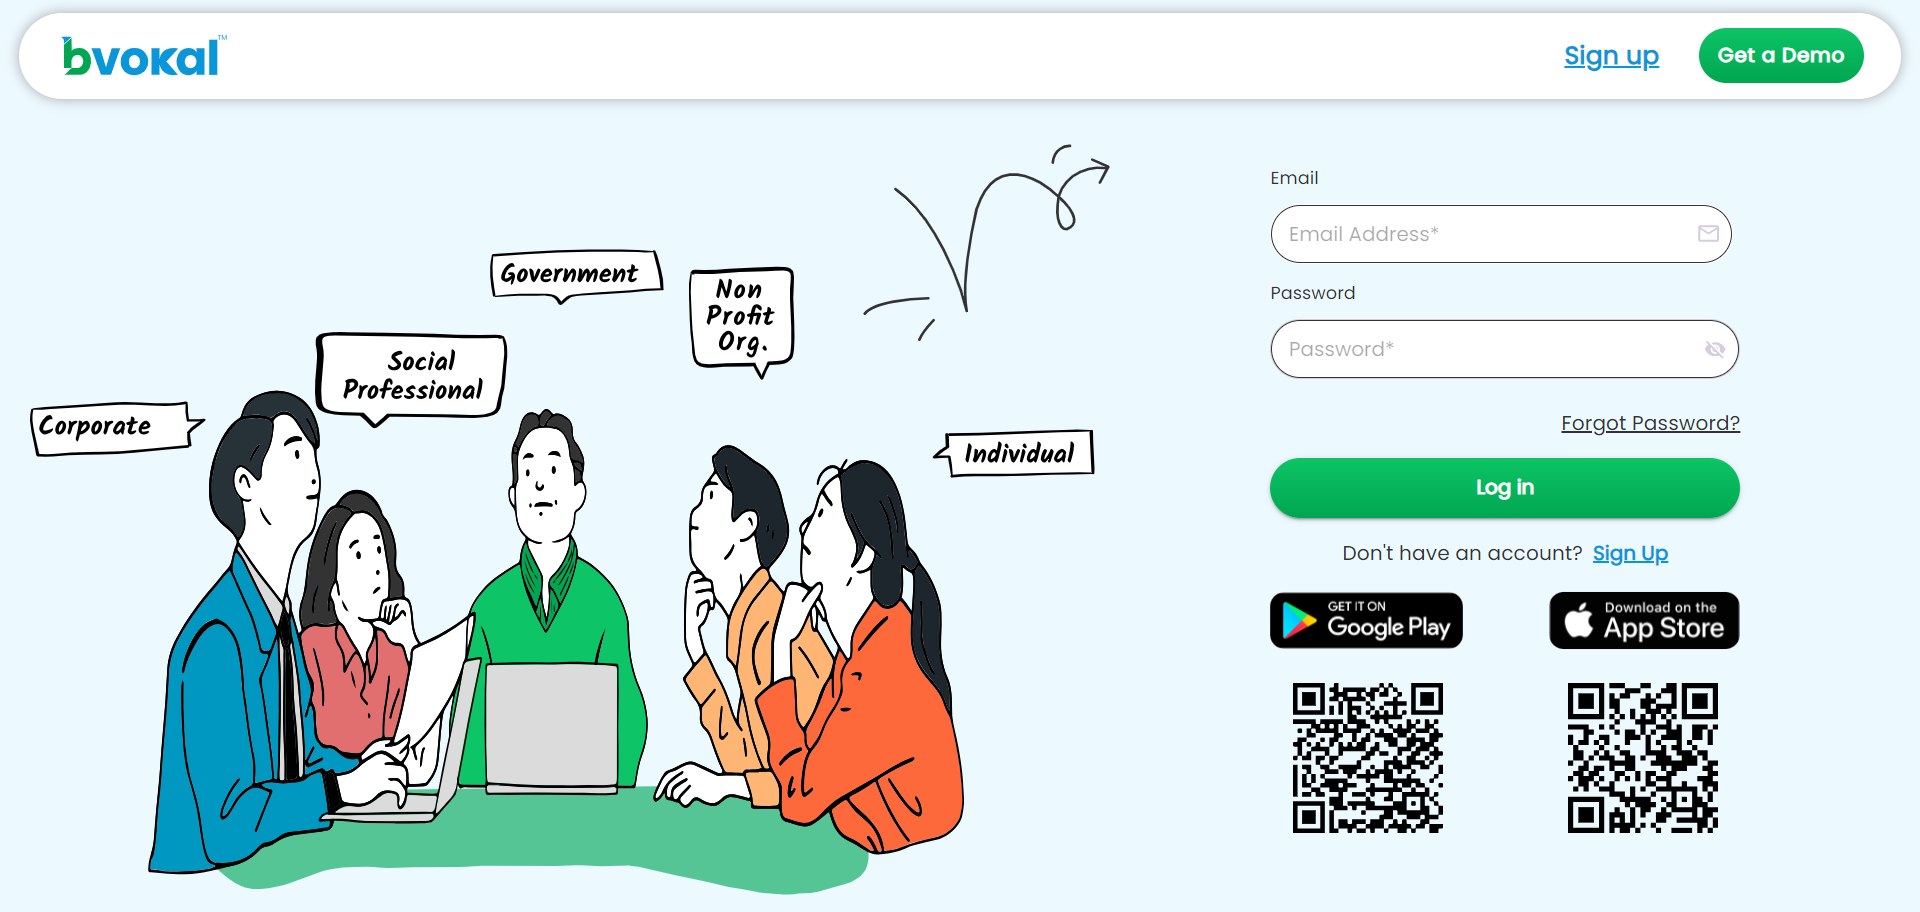 bvokal™
Sign up
Get a Demo
Email
Email Address*
Password
Password*
Forgot Password?
Log in
Don't have an account? Sign Up
GET IT ON
Google Play
Download on the
App Store
Government
Non
Profit
Org.
Social
Professional
Corporate
Individual